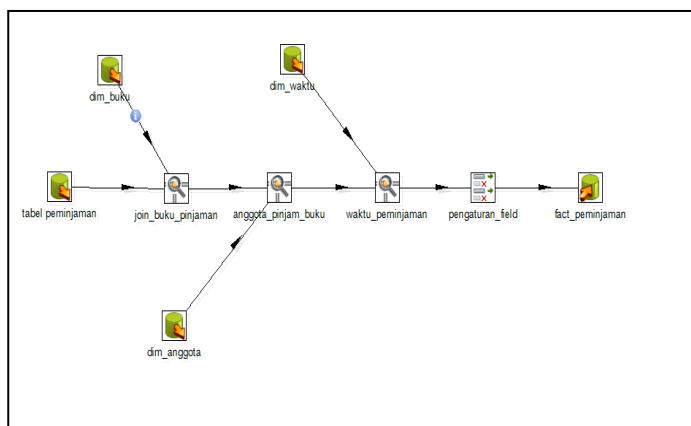 dim_buku
dim_waktu
i
tabel peminjaman
join_buku_pinjaman
anggota_pinjam_buku
waktu_peminjaman
pengaturan_field
fact_peminjaman
dim_anggota